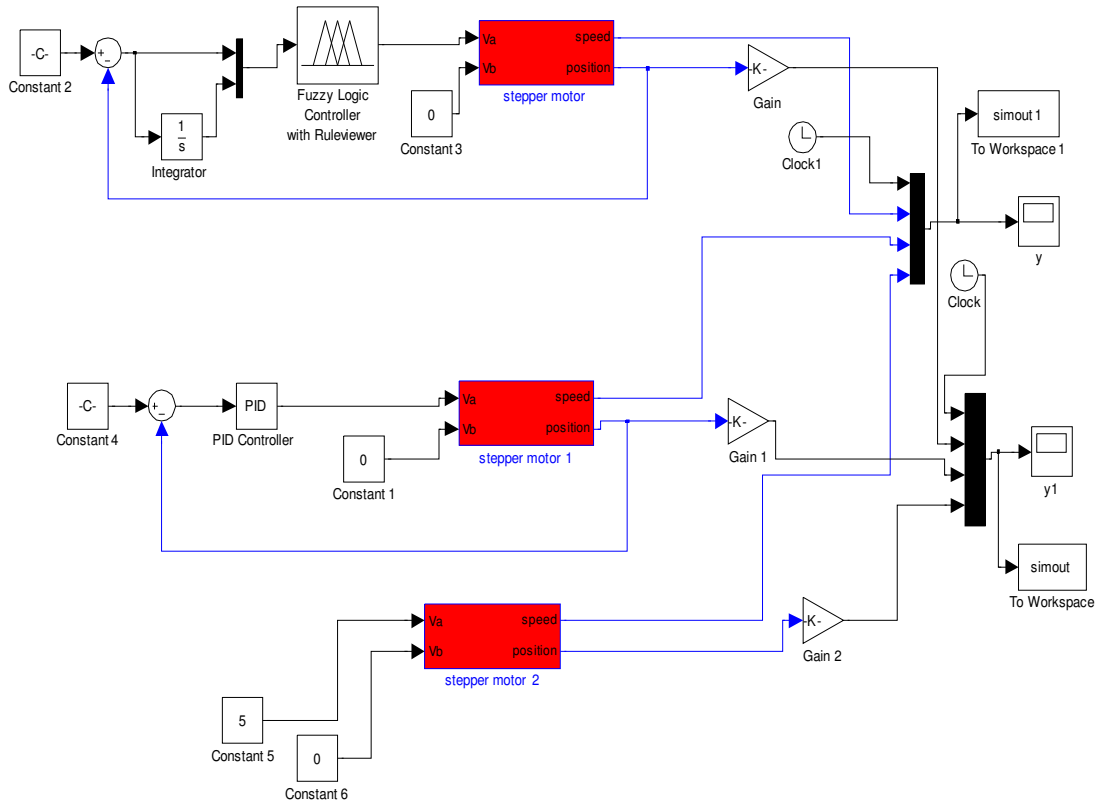 -C-
Constant 2
+
−
1
s
Integrator
Fuzzy Logic
Controller
with Ruleviewer
0
Constant 3
Va
Vb
speed
position
stepper motor
-K-
Gain
Clock1
simout 1
To Workspace 1
y
Clock
-C-
Constant 4
+
−
PID
PID Controller
0
Constant 1
Va
Vb
speed
position
stepper motor 1
-K-
Gain 1
y1
simout
To Workspace
Va
Vb
speed
position
stepper motor 2
-K-
Gain 2
5
Constant 5
0
Constant 6